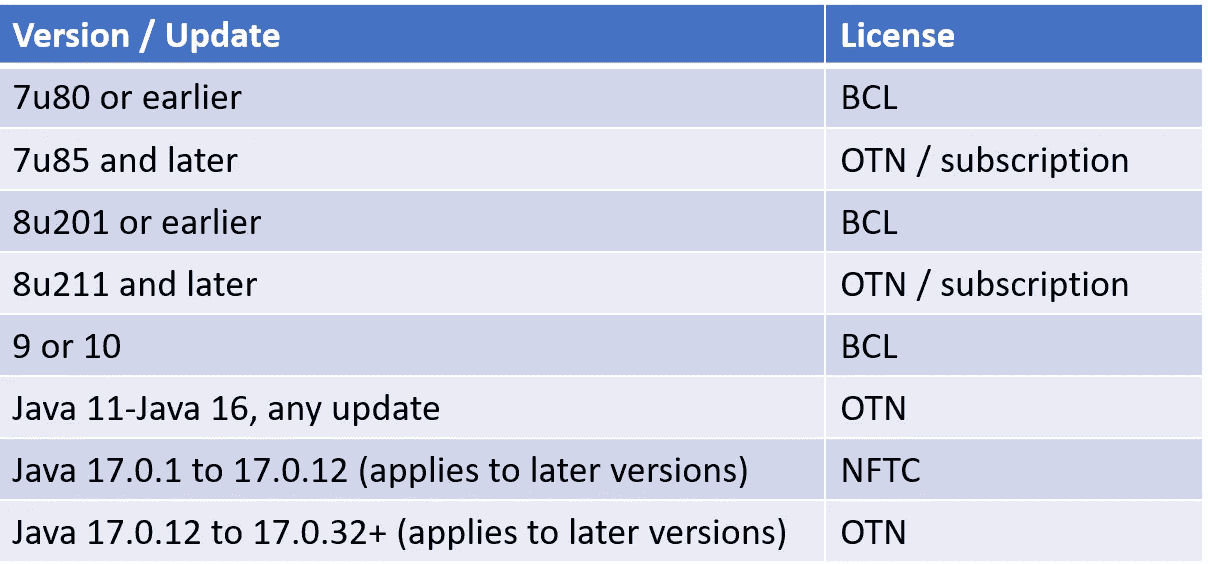 Version / Update License
7u80 or earlier BCL
7u85 and later OTN / subscription
8u201 or earlier BCL
8u211 and later OTN / subscription
9 or 10 BCL
Java 11-Java 16, any update OTN
Java 17.0.1 to 17.0.12 (applies to later versions) NFTC
Java 17.0.12 to 17.0.32+ (applies to later versions) OTN